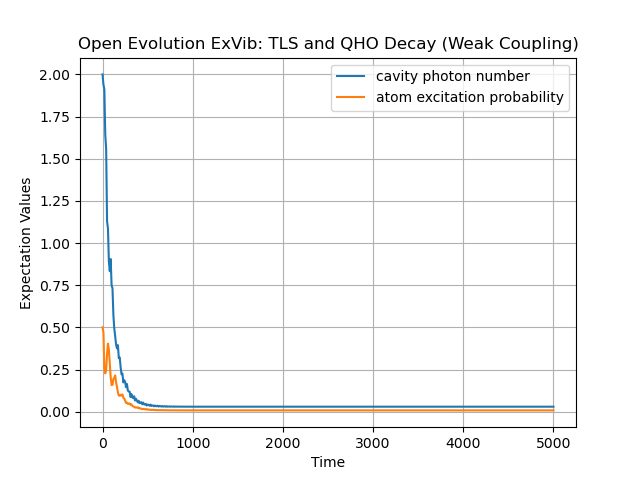 Open Evolution ExVib: TLS and QHO Decay (Weak Coupling)
cavity photon number
atom excitation probability
Expectation Values
2.00
1.75
1.50
1.25
1.00
0.75
0.50
0.25
0.00
0 1000 2000 3000 4000 5000
Time